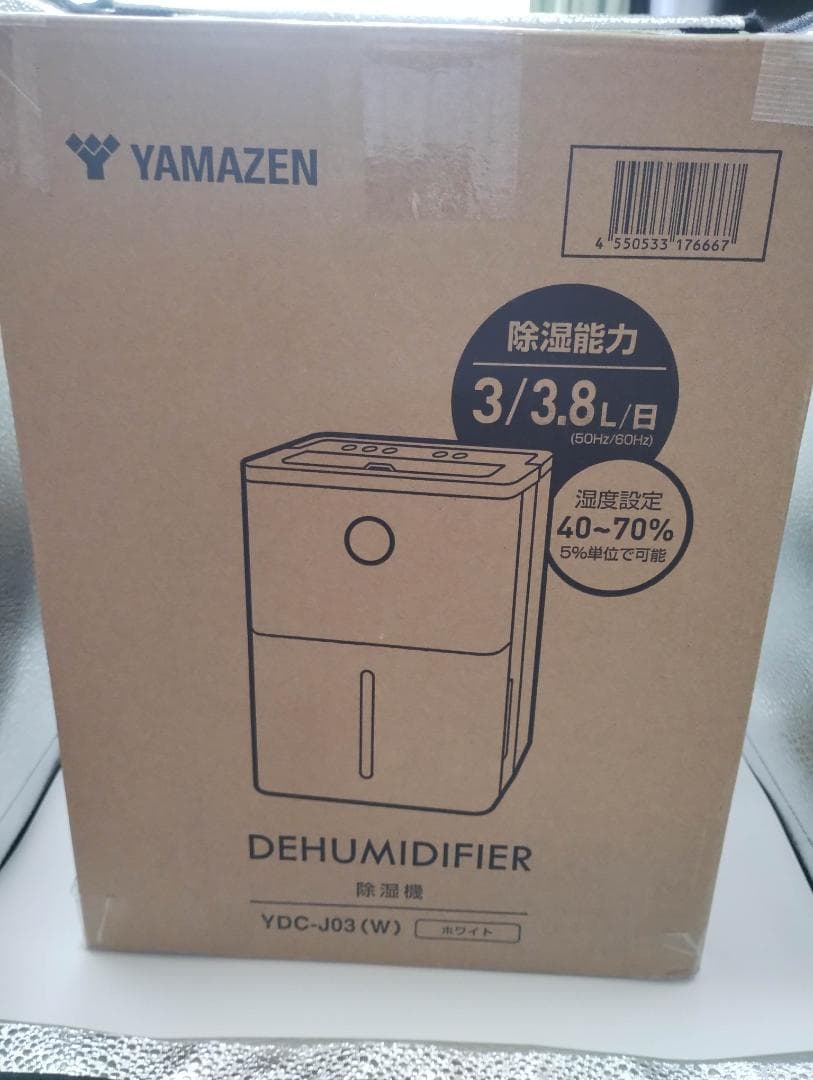 YAMAZEN
4 550533 176667
除湿能力
3/3.8L/日
(50Hz/60Hz)
湿度設定
40~70%
5%単位で可能
DEHUMIDIFIER
除湿機
YDC-J03(W) ホワイト